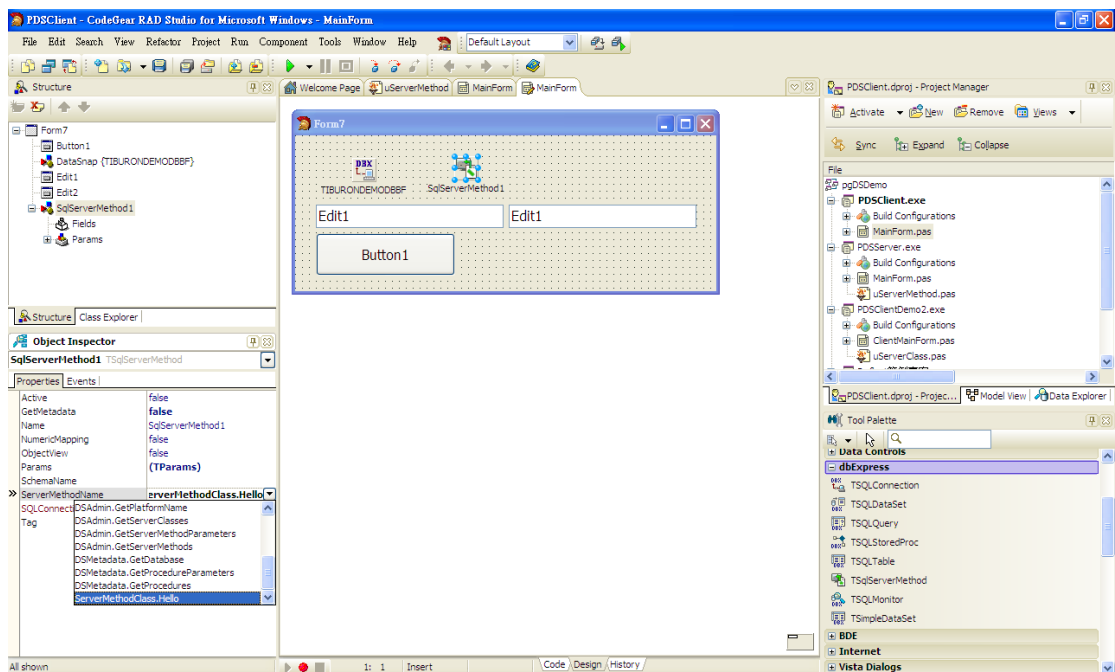 PDSClient - CodeGear RAD Studio for Microsoft Windows - MainForm
File Edit Search View Refactor Project Run Component Tools Window Help Default Layout
Structure
Form7
Button1
DataSnap {TIBURONDEMODBBF}
Edit1
Edit2
SqlServerMethod1
Fields
Params
Structure Class Explorer
Object Inspector
SqlServerMethod1 TSqlServerMethod
Properties Events
Active false
GetMetadata false
Name SqlServerMethod1
NumericMapping false
ObjectView false
Params (TParams)
SchemaName
ServerMethodName erverMethodClass.Hello
SQLConnecti
Tag
DSAdmin.GetPlatformName
DSAdmin.GetServerClasses
DSAdmin.GetServerMethodParameters
DSAdmin.GetServerMethods
DSMetadata.GetDatabase
DSMetadata.GetProcedureParameters
DSMetadata.GetProcedures
ServerMethodClass.Hello
All shown
Welcome Page uServerMethod MainForm MainForm
Form7
DBX
TIBURONDEMODBBF SqlServerMethod1
Edit1 Edit1
Button1
1: 1 Insert
Code Design History
PDSClient.dproj - Project Manager
Activate New Remove Views
Sync Expand Collapse
File
pgDSDemo
PDSClient.exe
Build Configurations
MainForm.pas
PDSServer.exe
Build Configurations
MainForm.pas
uServerMethod.pas
PDSClientDemo2.exe
Build Configurations
ClientMainForm.pas
uServerClass.pas
PDSClient.dproj - Projec... Model View Data Explorer
Tool Palette
Data Controls
dbExpress
TSQLConnection
TSQLDataSet
TSQLQuery
TSQLStoredProc
TSQLTable
TSqlServerMethod
TSQLMonitor
TSimpleDataSet
BDE
Internet
Vista Dialogs